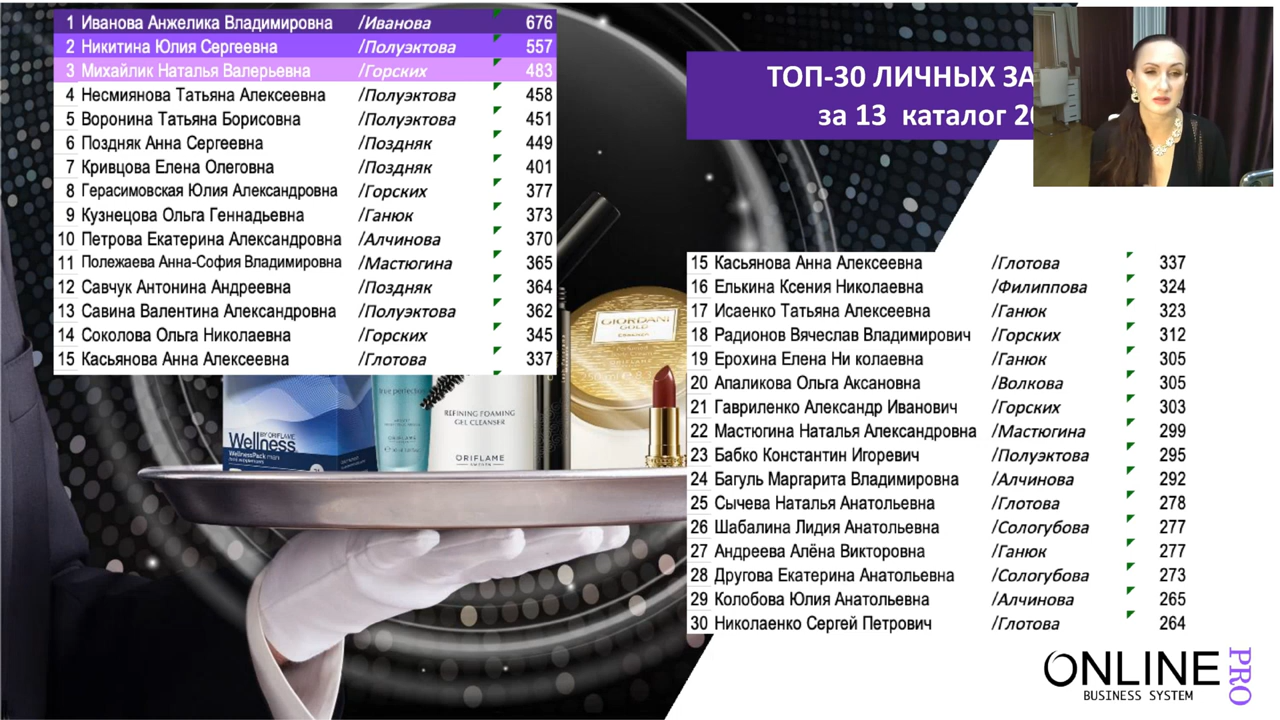 1 Иванова Анжелика Владимировна /Иванова 676
2 Никитина Юлия Сергеевна /Полуэктова 557
3 Михайлик Наталья Валерьевна /Горских 483
4 Несмиянова Татьяна Алексеевна /Полуэктова 458
5 Воронина Татьяна Борисовна /Полуэктова 451
6 Поздняк Анна Сергеевна /Поздняк 449
7 Кривцова Елена Олеговна /Поздняк 401
8 Герасимовская Юлия Александровна /Горских 377
9 Кузнецова Ольга Геннадьевна /Ганюк 373
10 Петрова Екатерина Александровна /Алчинова 370
11 Полежаева Анна-София Владимировна /Мастюгина 365
12 Савчук Антонина Андреевна /Поздняк 364
13 Савина Валентина Александровна /Полуэктова 362
14 Соколова Ольга Николаевна /Горских 345
15 Касьянова Анна Алексеевна /Глотова 337
ТОП-30 ЛИЧНЫХ ЗА
за 13 каталог 20
15 Касьянова Анна Алексеевна /Глотова 337
16 Елькина Ксения Николаевна /Филиппова 324
17 Исаенко Татьяна Алексеевна /Ганюк 323
18 Радионов Вячеслав Владимирович /Горских 312
19 Ерохина Елена Ни колаевна /Ганюк 305
20 Апаликова Ольга Аксановна /Волкова 305
21 Гавриленко Александр Иванович /Горских 303
22 Мастюгина Наталья Александровна /Мастюгина 299
23 Бабко Константин Игоревич /Полуэктова 295
24 Багуль Маргарита Владимировна /Алчинова 292
25 Сычева Наталья Анатольевна /Глотова 278
26 Шабалина Лидия Анатольевна /Сологубова 277
27 Андреева Алёна Викторовна /Ганюк 277
28 Другова Екатерина Анатольевна /Сологубова 273
29 Колобова Юлия Анатольевна /Алчинова 265
30 Николаенко Сергей Петрович /Глотова 264
GIORDANI
GOLD
BY ORIFLAME
Wellness
WellnessPack man
REFINING FOAMING
GEL CLEANSER
ORIFLAME
SWEDEN
ONLINE PRO
BUSINESS SYSTEM